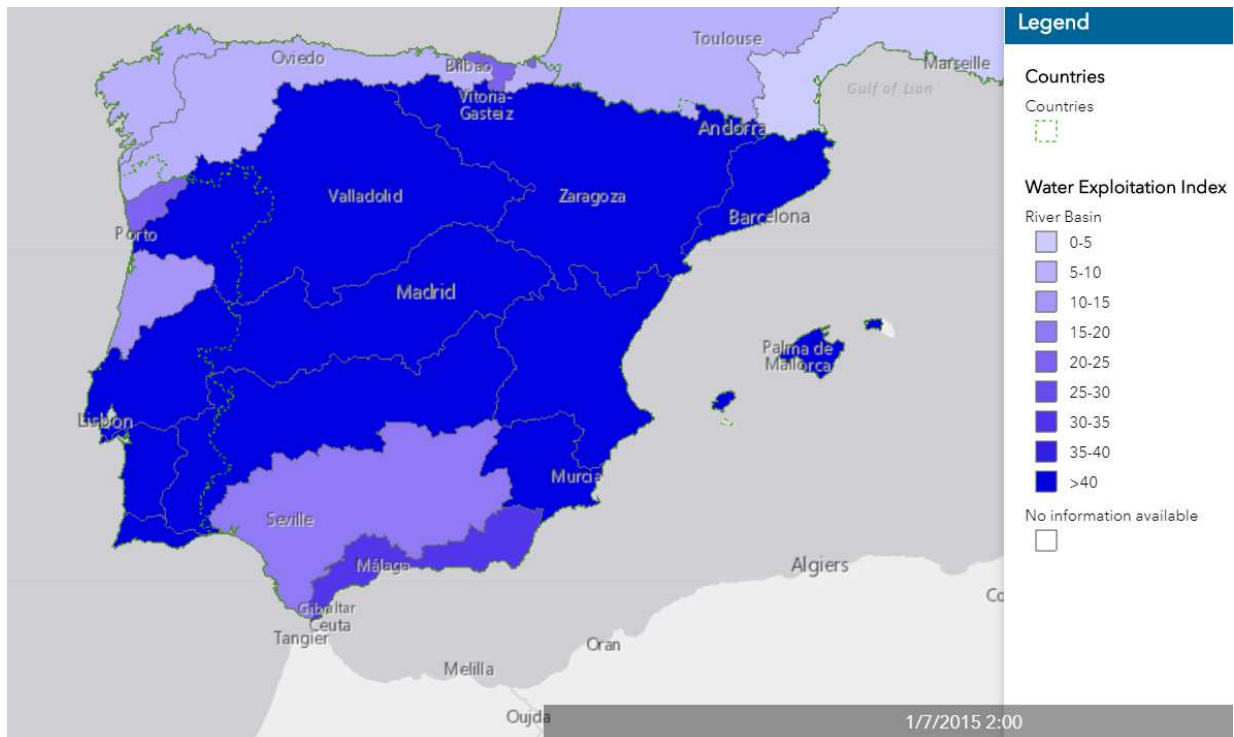 Legend
Toulouse
Oviedo
Bilbao
Marseille
Gulf of Lion
Vitoria-
Gasteiz
Andorra
Valladolid
Zaragoza
Barcelona
Porto
Madrid
Palma de
Mallorca
Lisbon
Murcia
Seville
Málaga
Algiers
Gibraltar
Ceuta
Tangier
Oran
Co
Melilla
Oujda
Countries
Countries
Water Exploitation Index
River Basin
0-5
5-10
10-15
15-20
20-25
25-30
30-35
35-40
>40
No information available
1/7/2015 2:00